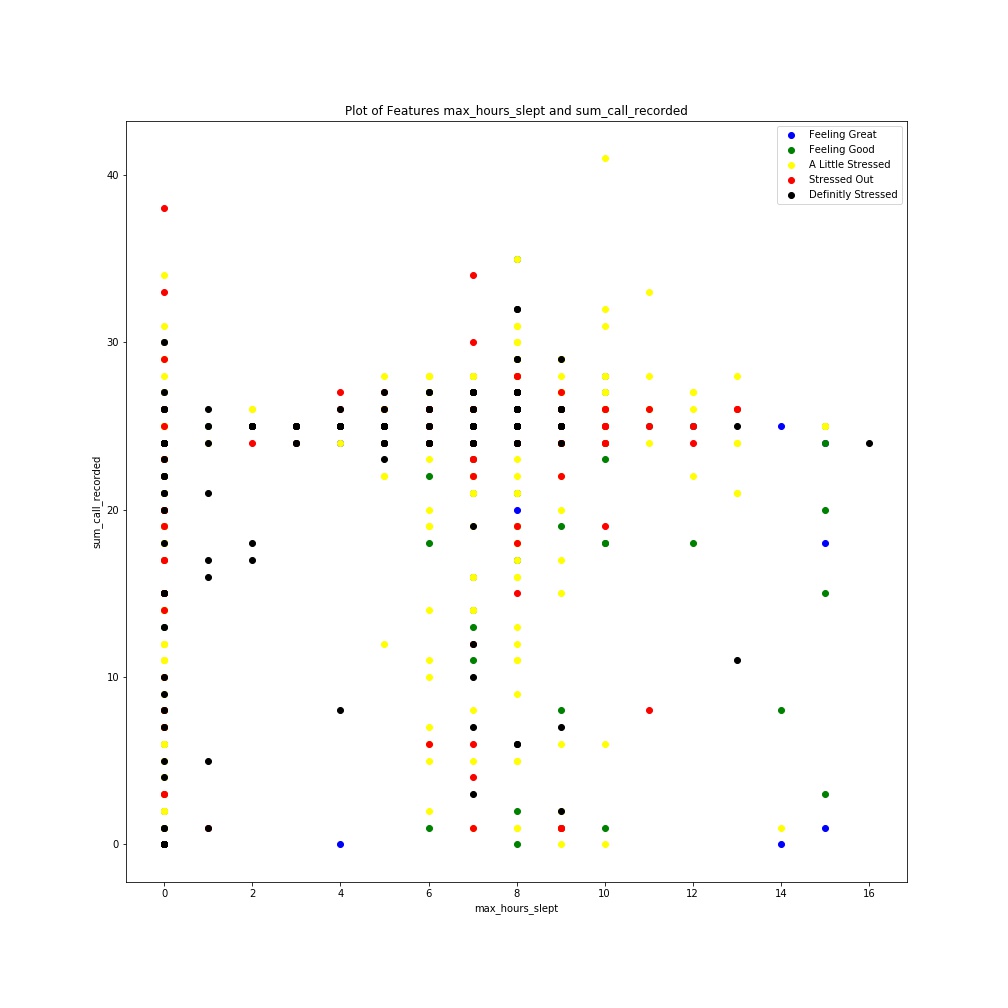 Plot of Features max_hours_slept and sum_call_recorded
Feeling Great
Feeling Good
A Little Stressed
Stressed Out
Definitly Stressed
40
30
20
10
0
sum_call_recorded
0 2 4 6 8 10 12 14 16
max_hours_slept